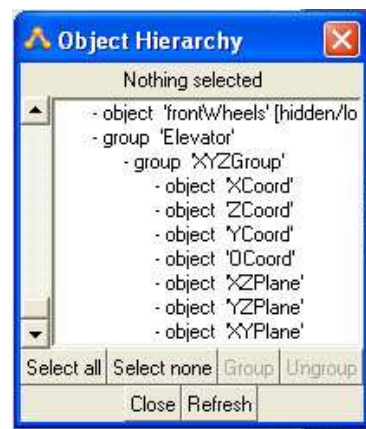 Object Hierarchy
Nothing selected
- object 'frontWheels' [hidden/lo
- group 'Elevator'
- group 'XYZGroup'
- object 'XCoord'
- object 'ZCoord'
- object 'YCoord'
- object 'OCoord'
- object 'XZPlane'
- object 'YZPlane'
- object 'XYPlane'
Select all Select none Group Ungroup
Close Refresh